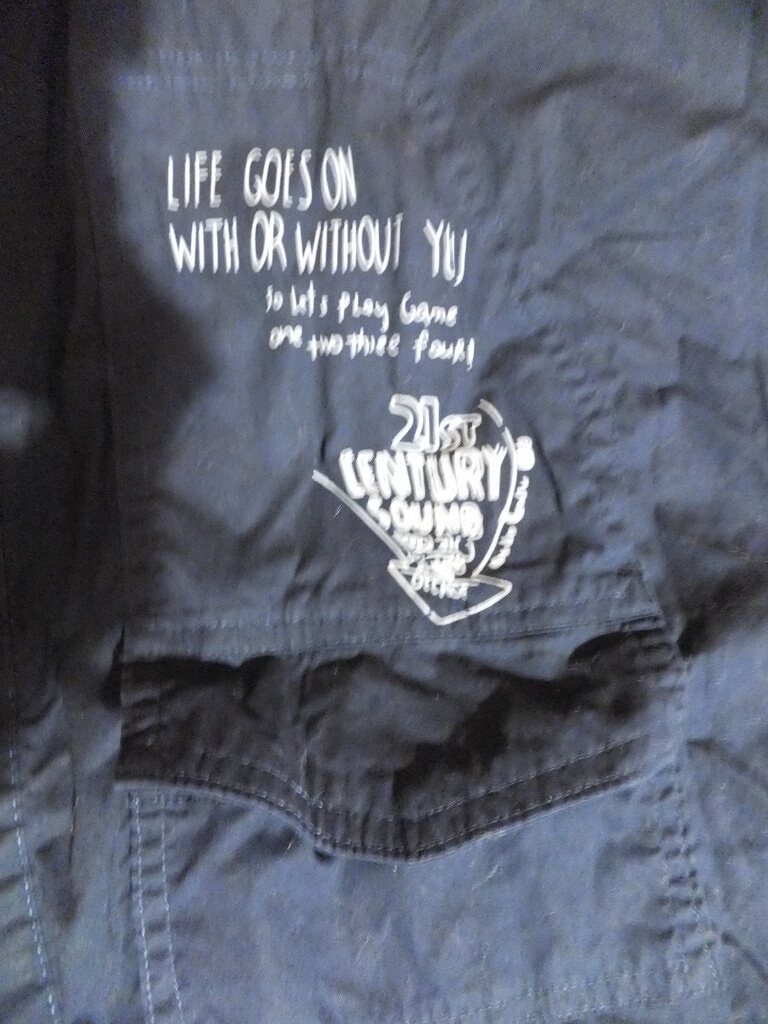 LIFE GOES ON
WITH OR WITHOUT YOU
So Let's Play Game
one two three four!
21ST
CENTURY
SOUND